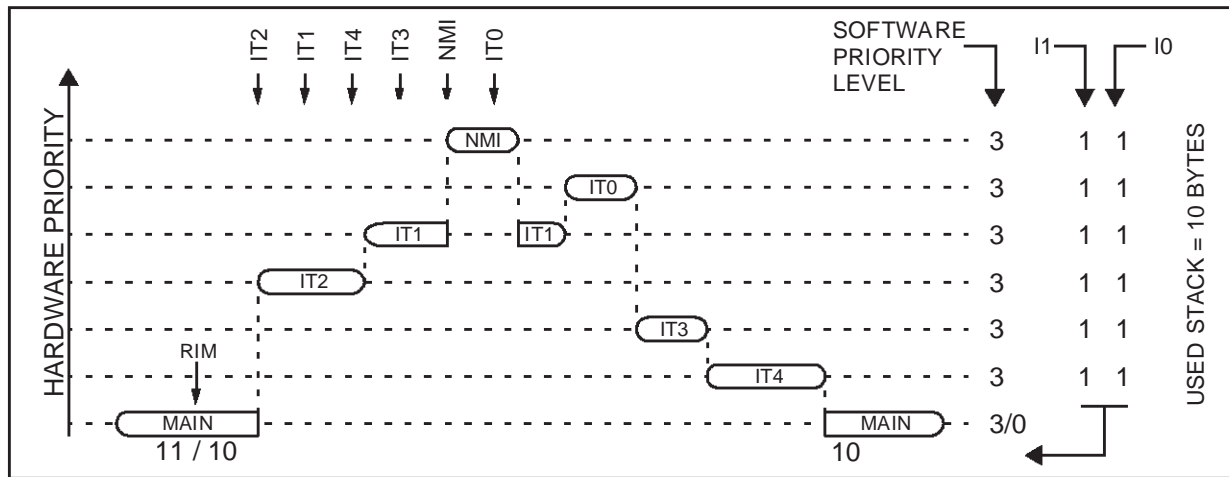 IT2
IT1
IT4
IT3
NMI
IT0
SOFTWARE
PRIORITY
LEVEL
I1
I0
HARDWARE PRIORITY
NMI
3
1 1
IT0
3
1 1
IT1
IT1
3
1 1
IT2
3
1 1
IT3
3
1 1
RIM
IT4
3
1 1
MAIN
MAIN
3/0
11 / 10
10
USED STACK = 10 BYTES